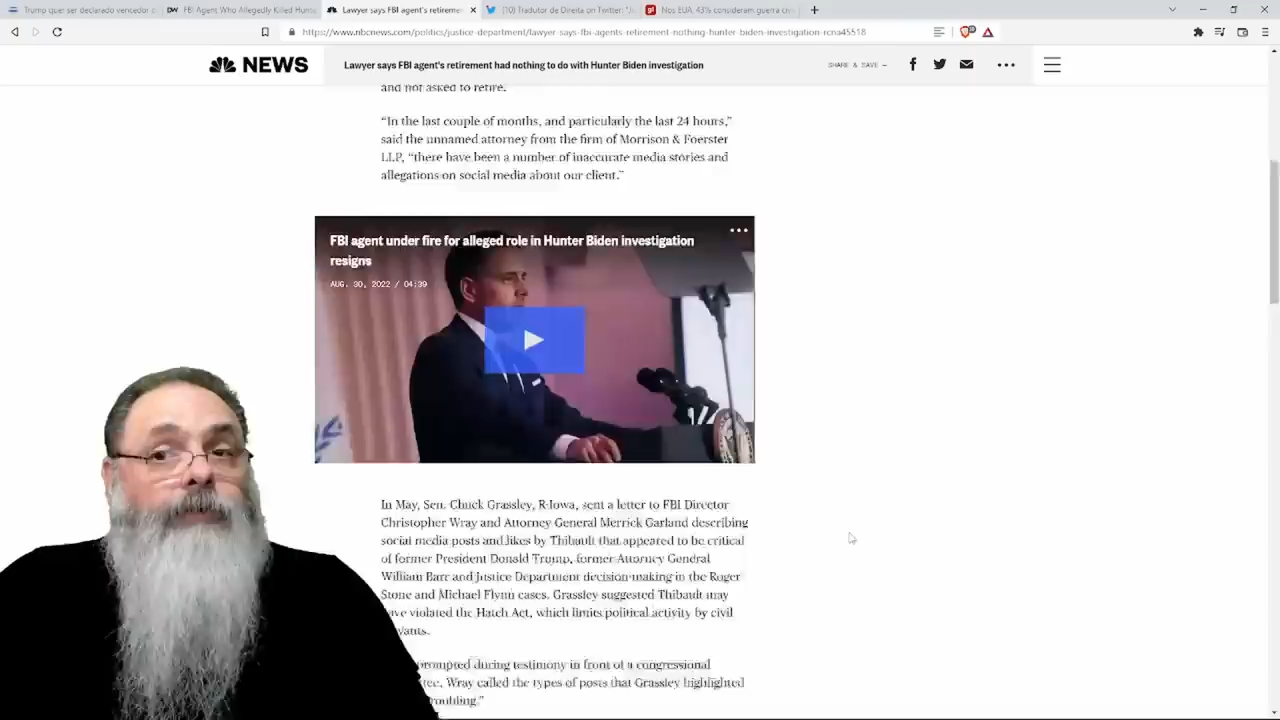 Trump quer ser declarado vencedor d
FBI Agent Who Allegedly Killed Hunte
Lawyer says FBI agent's retireme
(10) Tradutor de Direita on Twitter: "J
Nos EUA, 43% consideram guerra civi
https://www.nbcnews.com/politics/justice-department/lawyer-says-fbi-agents-retirement-nothing-hunter-biden-investigation-rcna45518
NEWS
Lawyer says FBI agent's retirement had nothing to do with Hunter Biden investigation
SHARE & SAVE —
and not asked to retire.
“In the last couple of months, and particularly the last 24 hours,”
said the unnamed attorney from the firm of Morrison & Foerster
LLP, “there have been a number of inaccurate media stories and
allegations on social media about our client.”
FBI agent under fire for alleged role in Hunter Biden investigation
resigns
AUG. 30, 2022 / 04:39
In May, Sen. Chuck Grassley, R-Iowa, sent a letter to FBI Director
Christopher Wray and Attorney General Merrick Garland describing
social media posts and likes by Thibault that appeared to be critical
of former President Donald Trump, former Attorney General
William Barr and Justice Department decision-making in the Roger
Stone and Michael Flynn cases. Grassley suggested Thibault may
ve violated the Hatch Act, which limits political activity by civil
vants.
prompted during testimony in front of a congressional
ee, Wray called the types of posts that Grassley highlighted
oubling.”